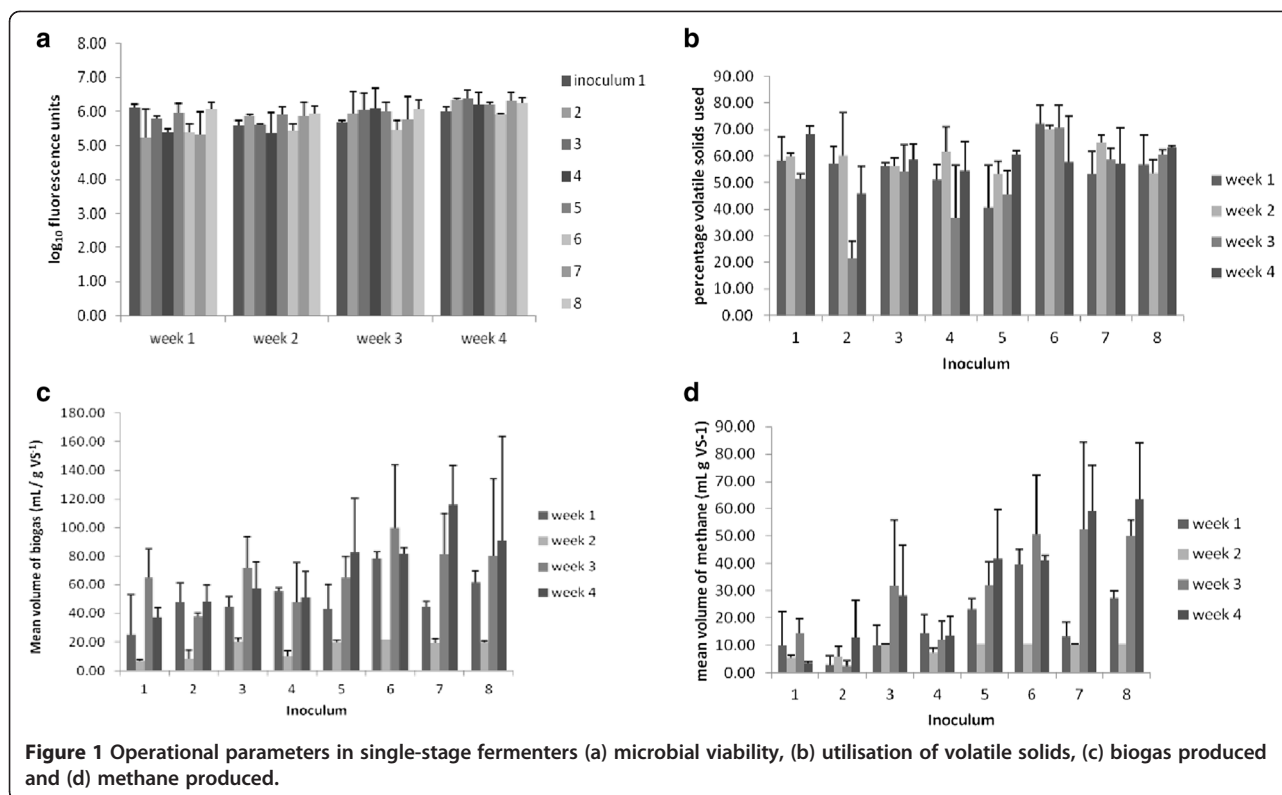 a
8.00
7.00
6.00
5.00
4.00
3.00
2.00
1.00
0.00
log10 fluorescence units
week 1 week 2 week 3 week 4
inoculum 1
2
3
4
5
6
7
8
b
90.00
80.00
70.00
60.00
50.00
40.00
30.00
20.00
10.00
0.00
percentage volatile solids used
1 2 3 4 5 6 7 8
Inoculum
week 1
week 2
week 3
week 4
c
180.00
160.00
140.00
120.00
100.00
80.00
60.00
40.00
20.00
0.00
Mean volume of biogas (mL / g VS-1)
1 2 3 4 5 6 7 8
Inoculum
week 1
week 2
week 3
week 4
d
90.00
80.00
70.00
60.00
50.00
40.00
30.00
20.00
10.00
0.00
mean volume of methane (mL g VS-1)
1 2 3 4 5 6 7 8
Inoculum
week 1
week 2
week 3
week 4
Figure 1 Operational parameters in single-stage fermenters (a) microbial viability, (b) utilisation of volatile solids, (c) biogas produced
and (d) methane produced.